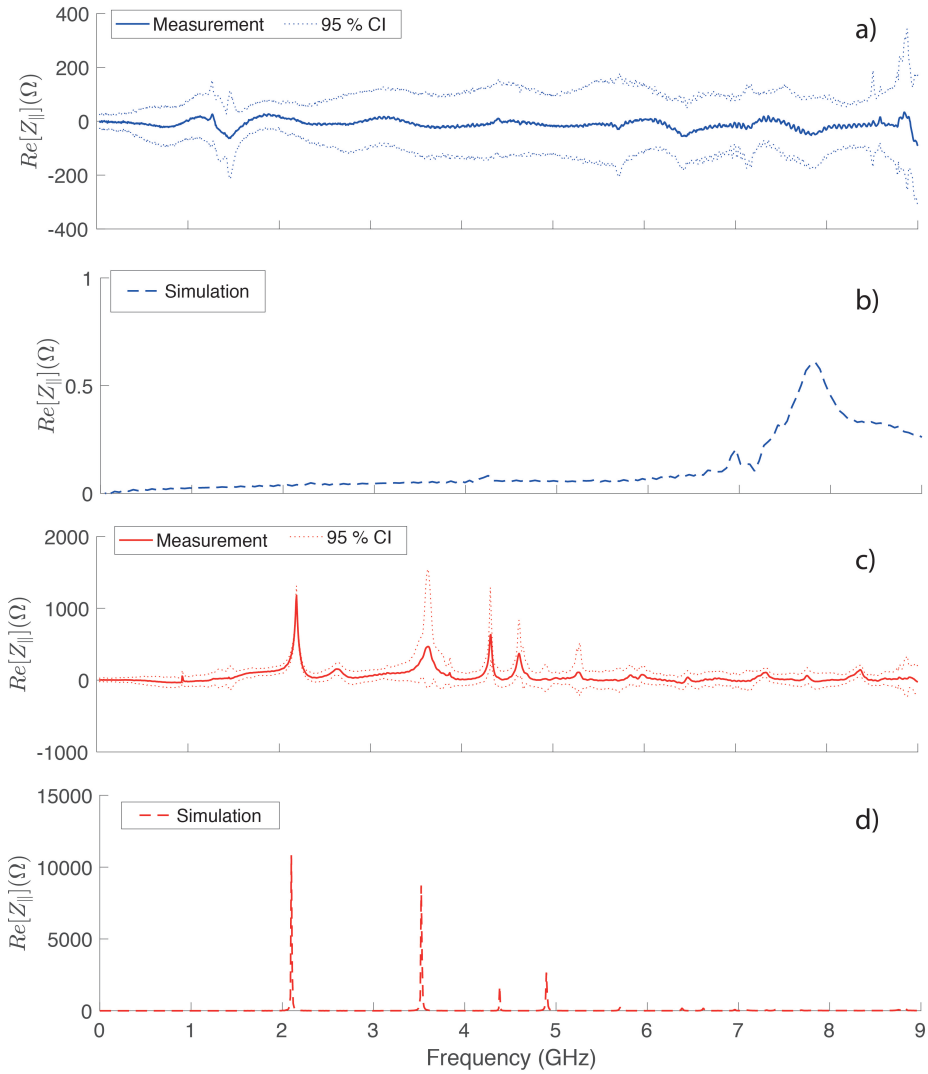 400
200
0
-200
-400
Re[Z∥](Ω)
Measurement 95 % CI
a)
1
0.5
0
Re[Z∥](Ω)
Simulation
b)
2000
1000
0
-1000
Re[Z∥](Ω)
Measurement 95 % CI
c)
15000
10000
5000
0
Re[Z∥](Ω)
Simulation
d)
0 1 2 3 4 5 6 7 8 9
Frequency (GHz)